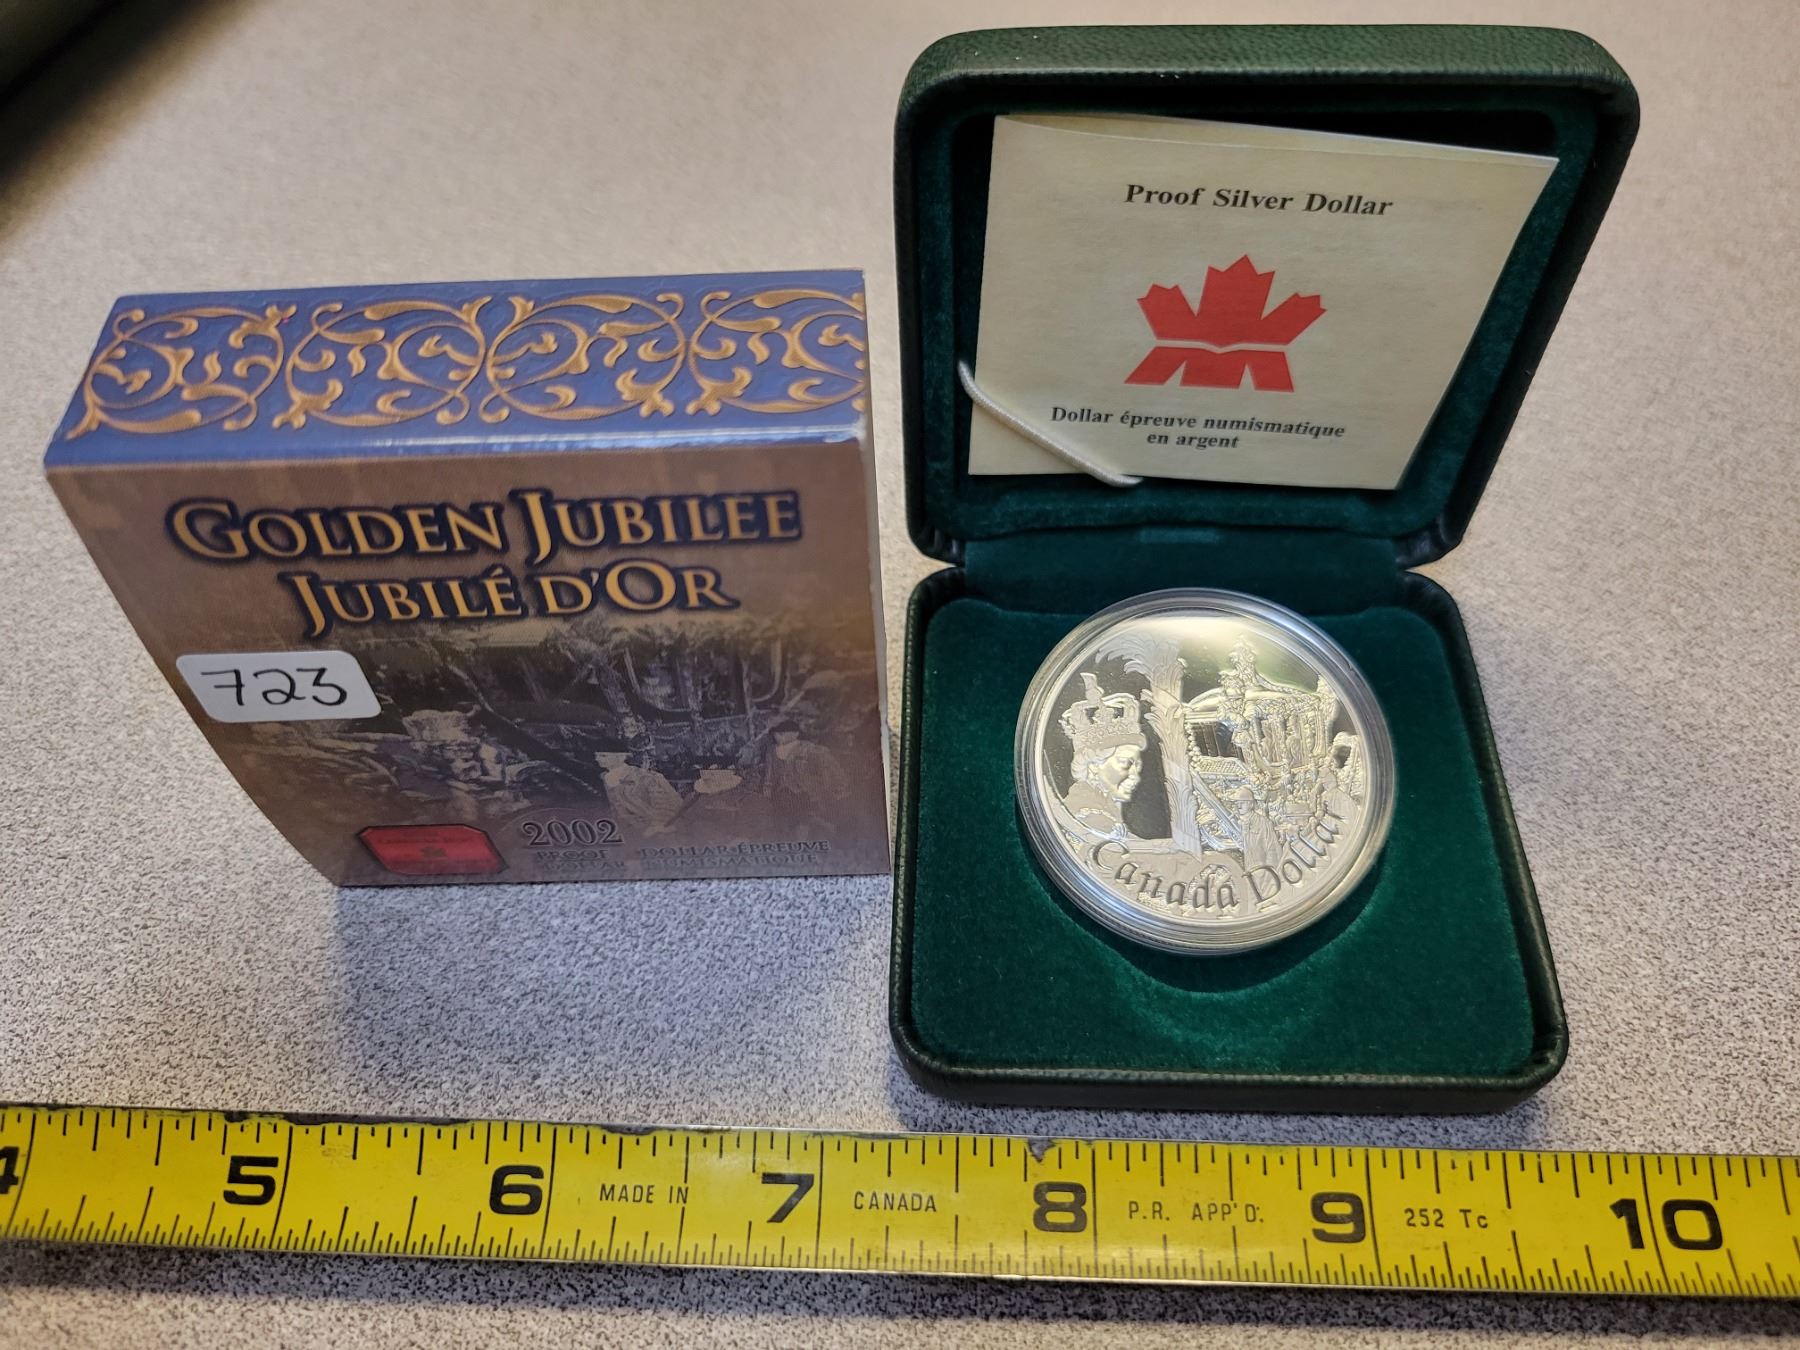 GOLDEN JUBILEE
JUBILÉ D'OR
723
2002
PROOF
DOLLAR ÉPREUVE
NUMISMATIQUE
Proof Silver Dollar
Dollar épreuve numismatique
en argent
Canada Dollar
4 5 6 MADE IN 7 CANADA 8 P.R. APP'D. 9 252 Tc 10